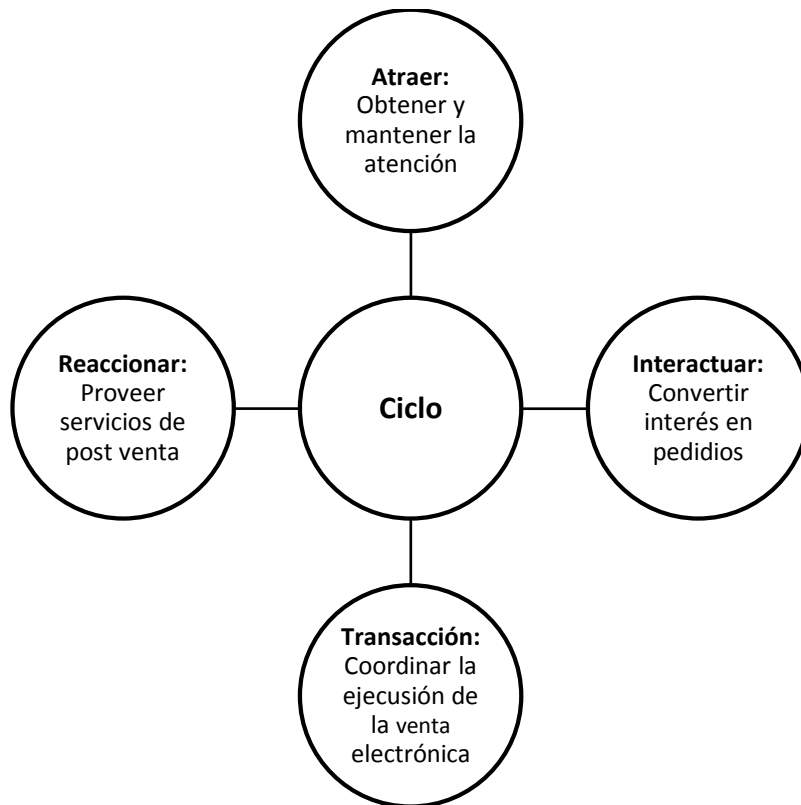 Atraer:
Obtener y
mantener la
atención
Reaccionar:
Proveer
servicios de
post venta
Ciclo
Interactuar:
Convertir
interés en
pedidios
Transacción:
Coordinar la
ejecusión de
la venta
electrónica